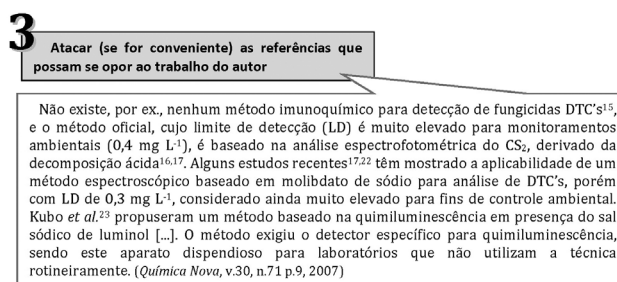 3
Atacar (se for conveniente) as referências que
possam se opor ao trabalho do autor
Não existe, por ex., nenhum método imunoquímico para detecção de fungicidas DTC's¹⁵,
e o método oficial, cujo limite de detecção (LD) é muito elevado para monitoramentos
ambientais (0,4 mg L⁻¹), é baseado na análise espectrofotométrica do CS₂, derivado da
decomposição ácida¹⁶,¹⁷. Alguns estudos recentes¹⁷,²² têm mostrado a aplicabilidade de um
método espectroscópico baseado em molibdato de sódio para análise de DTC's, porém
com LD de 0,3 mg L⁻¹, considerado ainda muito elevado para fins de controle ambiental.
Kubo et al.²³ propuseram um método baseado na quimiluminescência em presença do sal
sódico de luminol [...]. O método exigiu o detector específico para quimiluminescência,
sendo este aparato dispendioso para laboratórios que não utilizam a técnica
rotineiramente. (Química Nova, v.30, n.71 p.9, 2007)